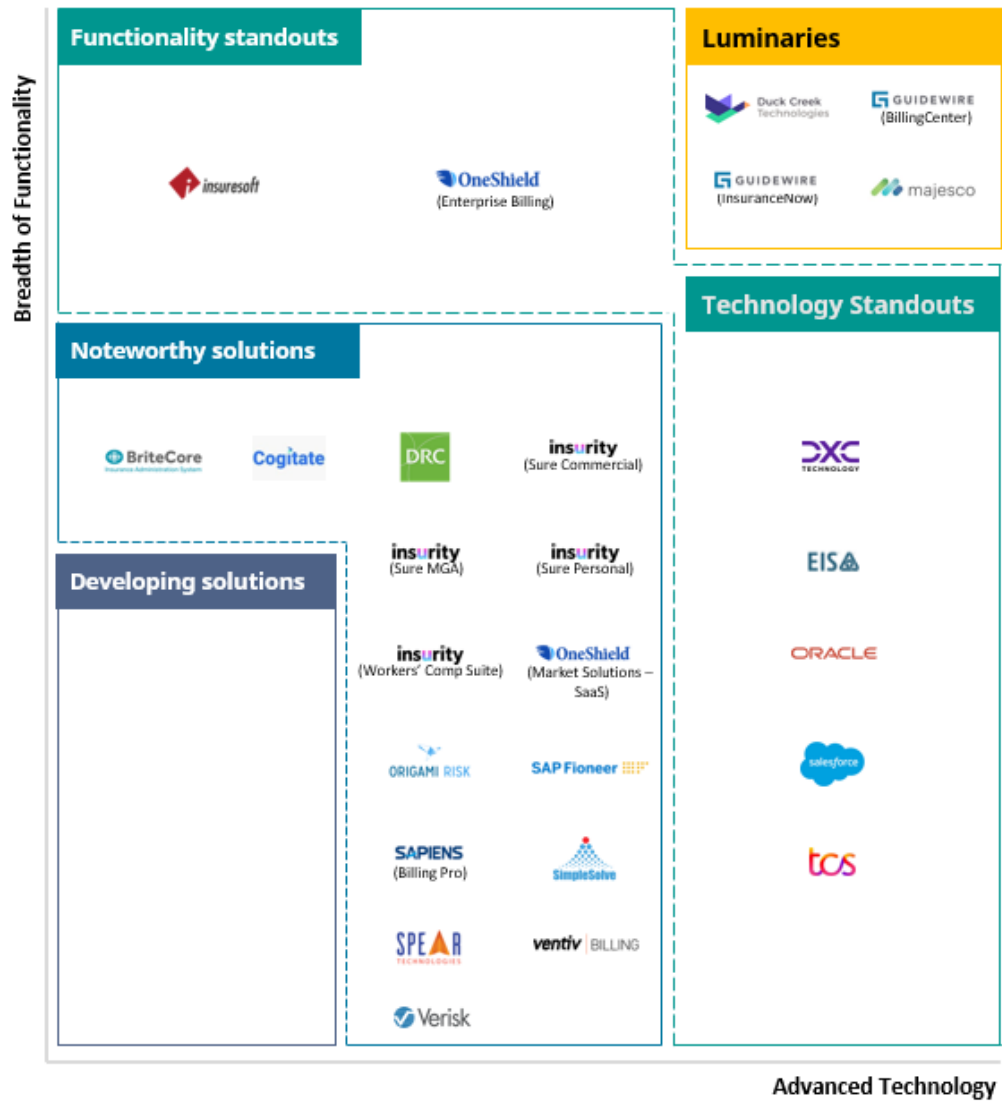 Breadth of Functionality
Functionality standouts
insuresoft
OneShield
(Enterprise Billing)
Luminaries
Duck Creek
Technologies
GUIDEWIRE
(BillingCenter)
GUIDEWIRE
(InsuranceNow)
majesco
Noteworthy solutions
BriteCore
Insurance Administration System
Cogitate
DRC
insurity
(Sure Commercial)
insurity
(Sure MGA)
insurity
(Sure Personal)
insurity
(Workers' Comp Suite)
OneShield
(Market Solutions –
SaaS)
ORIGAMI RISK
SAP Fioneer
SAPIENS
(Billing Pro)
SimpleSolve
SPEAR
TECHNOLOGIES
ventiv BILLING
Verisk
Technology Standouts
DXC
TECHNOLOGY
EIS
ORACLE
salesforce
tcs
Developing solutions
Advanced Technology